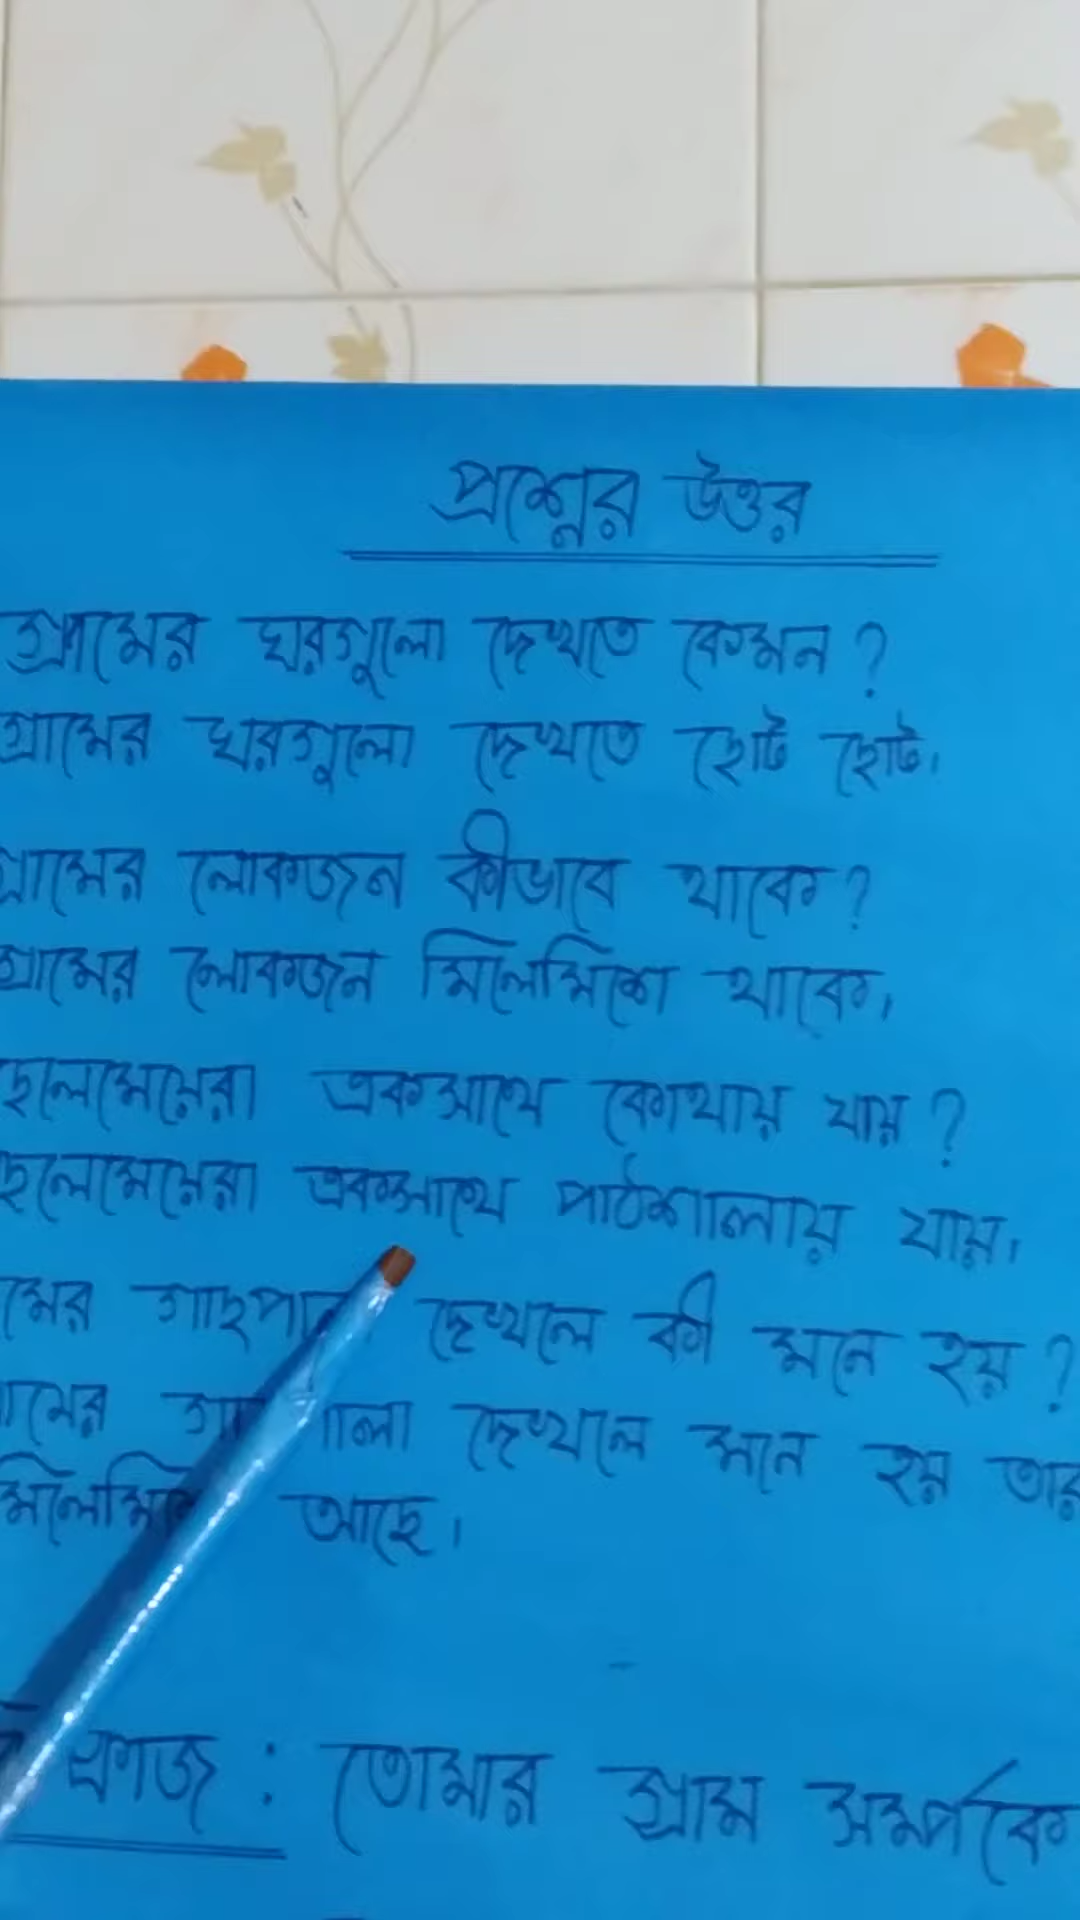 প্রশ্নের উত্তর
গ্রামের ঘরগুলো দেখতে কেমন?
গ্রামের ঘরগুলো দেখতে ছোট ছোট।
গ্রামের লোকজন কীভাবে থাকে?
গ্রামের লোকজন মিলেমিশে থাকে।
ছেলেমেয়েরা একসাথে কোথায় যায়?
ছেলেমেয়েরা একসাথে পাঠশালায় যায়।
দেখলে কী মনে হয়?
দেখলে মনে হয়
আছে।
কাজ : তোমার গ্রাম সম্পর্কে